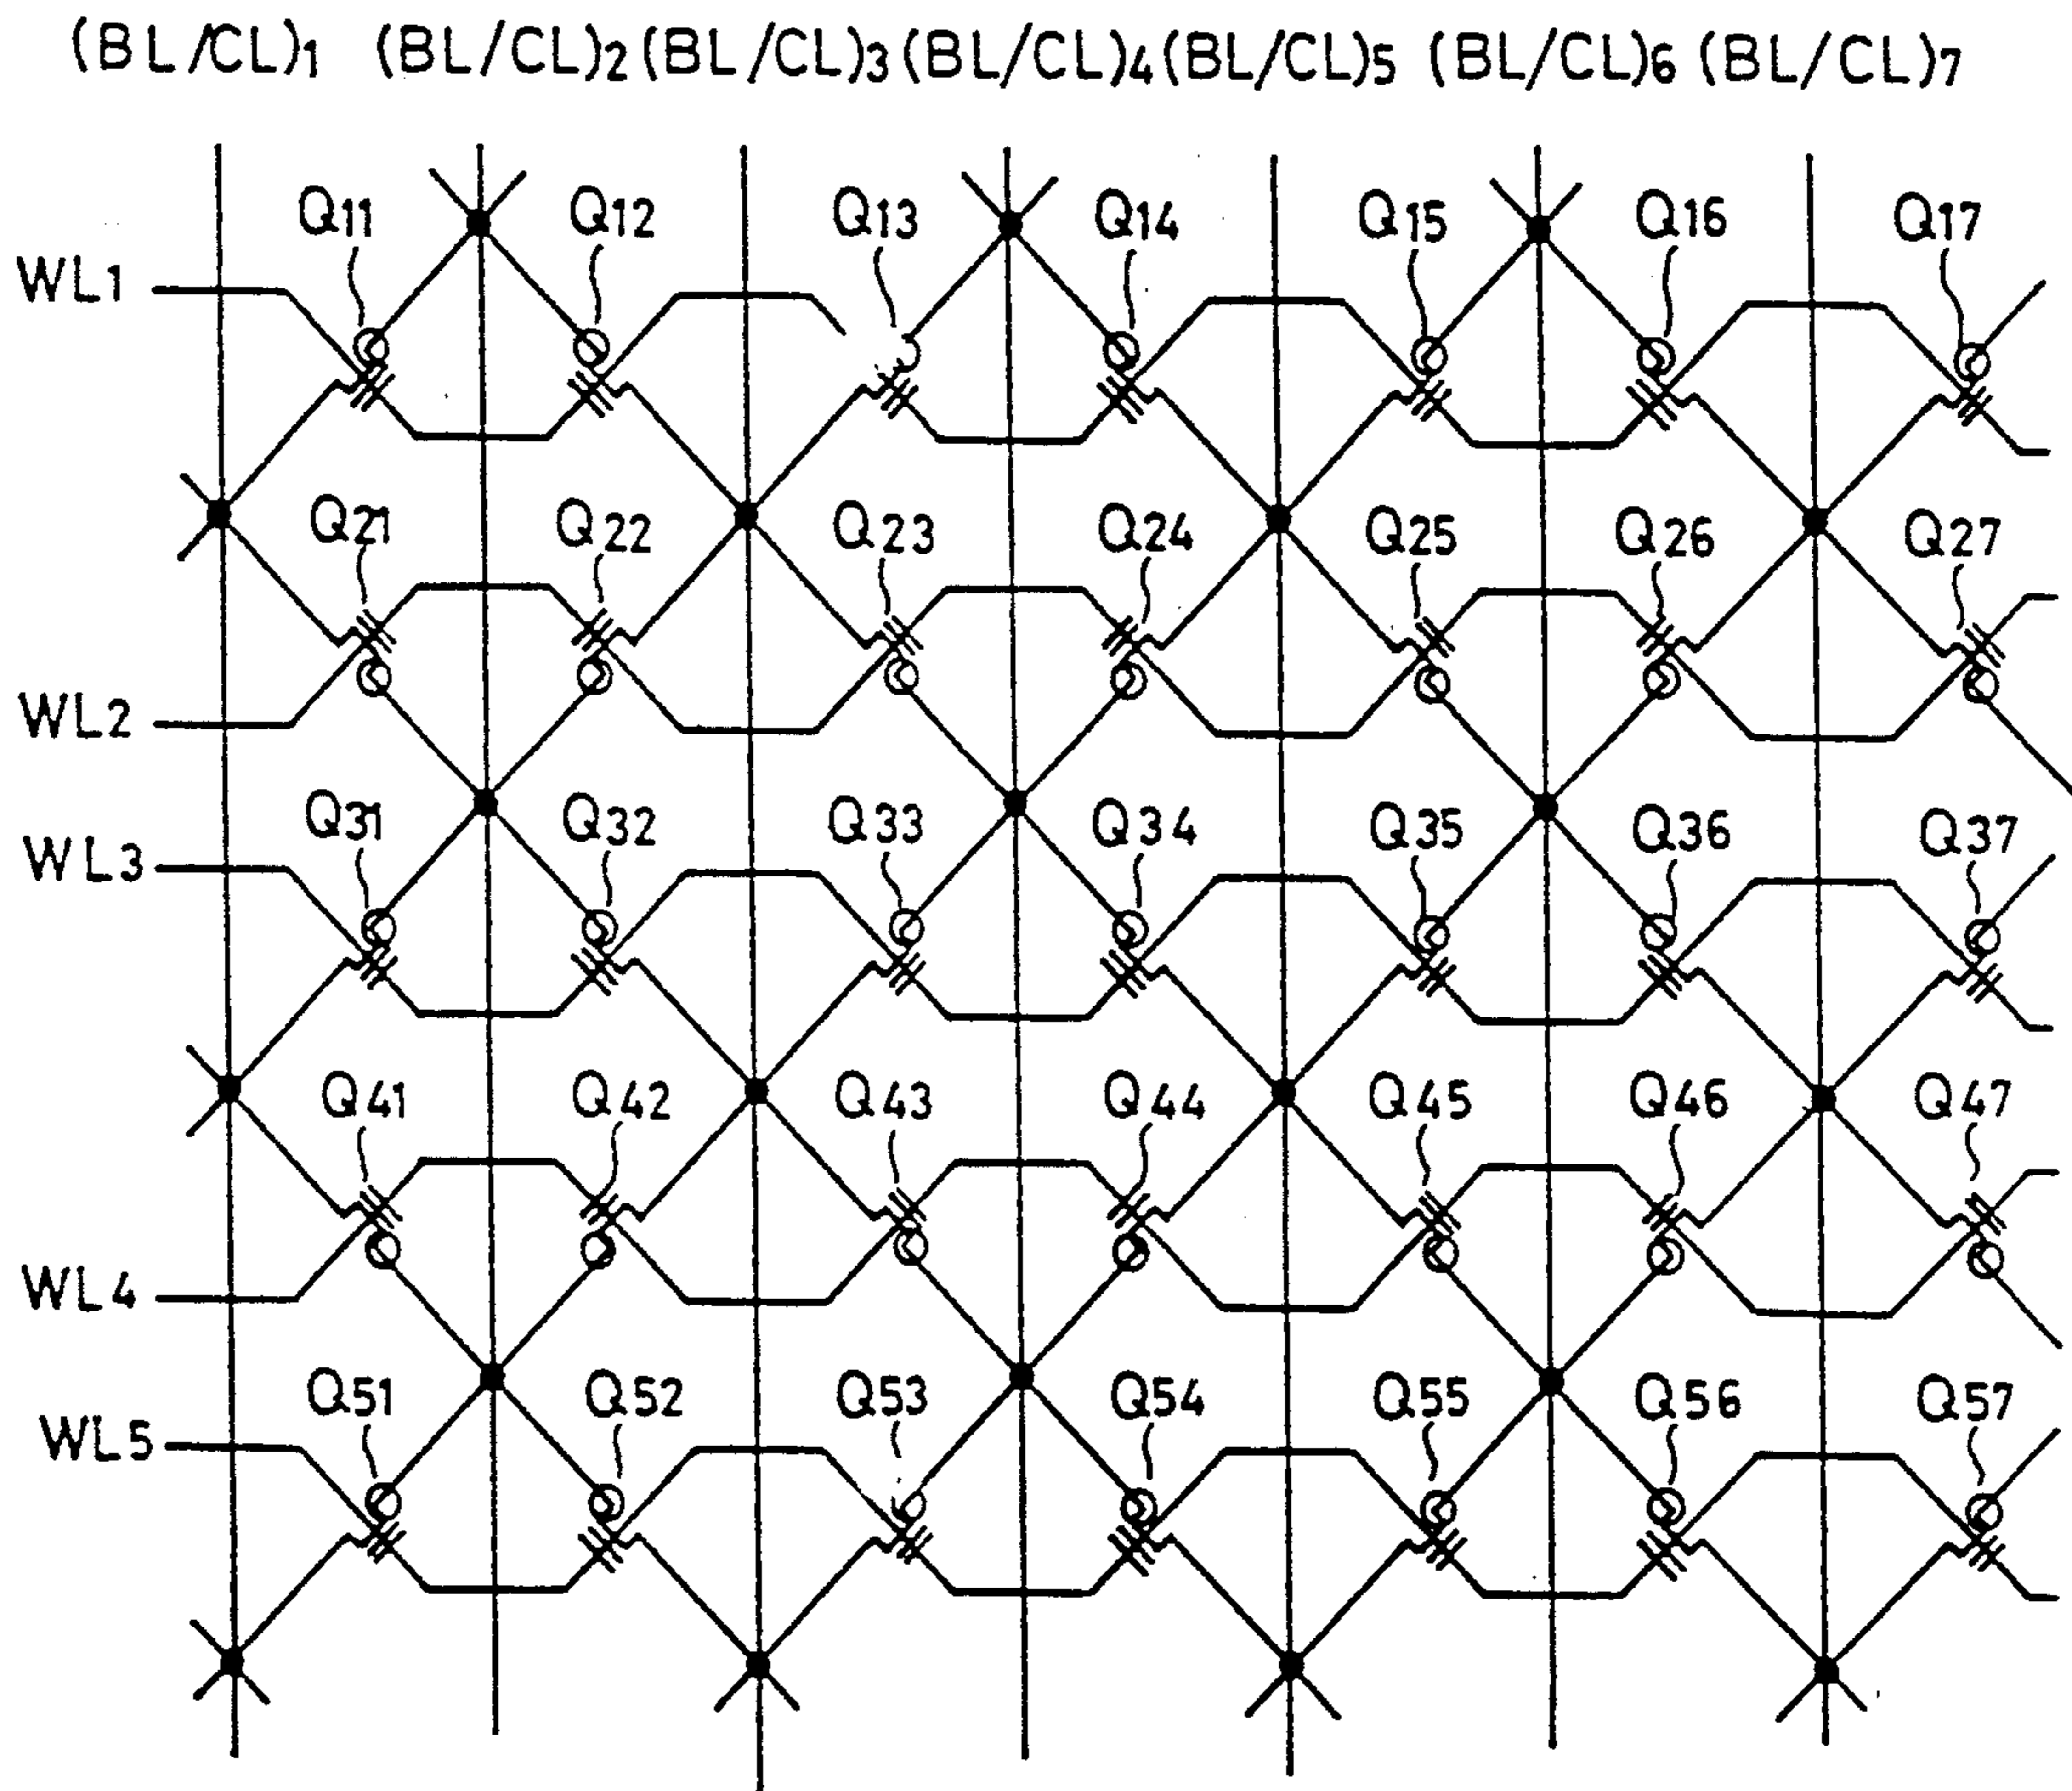 (BL/CL)1 (BL/CL)2 (BL/CL)3 (BL/CL)4 (BL/CL)5 (BL/CL)6 (BL/CL)7
Q11 Q12 Q13 Q14 Q15 Q16 Q17
WL1
Q21 Q22 Q23 Q24 Q25 Q26 Q27
WL2
Q31 Q32 Q33 Q34 Q35 Q36 Q37
WL3
Q41 Q42 Q43 Q44 Q45 Q46 Q47
WL4
Q51 Q52 Q53 Q54 Q55 Q56 Q57
WL5